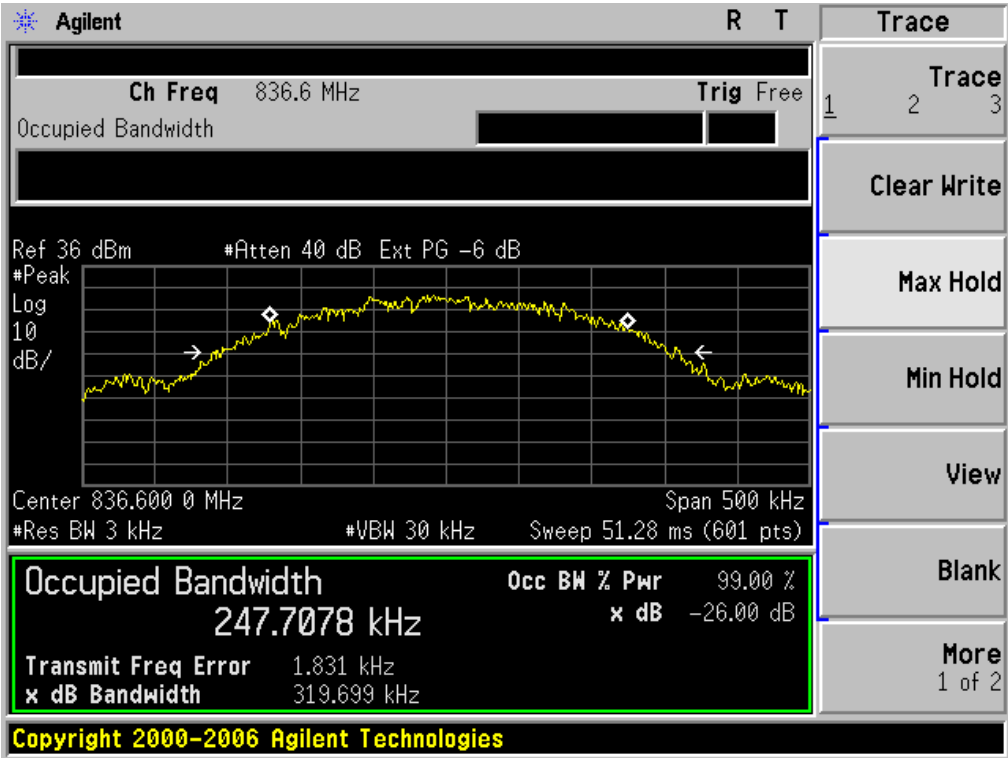 Agilent R T Trace
Ch Freq 836.6 MHz Trig Free
Occupied Bandwidth
Trace
1 2 3
Clear Write
Ref 36 dBm #Atten 40 dB Ext PG -6 dB
#Peak
Log
10
dB/
Max Hold
Min Hold
View
Center 836.600 0 MHz Span 500 kHz
#Res BW 3 kHz #VBW 30 kHz Sweep 51.28 ms (601 pts)
Occupied Bandwidth Occ BW % Pwr 99.00 %
247.7078 kHz x dB -26.00 dB
Transmit Freq Error 1.831 kHz
x dB Bandwidth 319.699 kHz
Blank
More
1 of 2
Copyright 2000-2006 Agilent Technologies